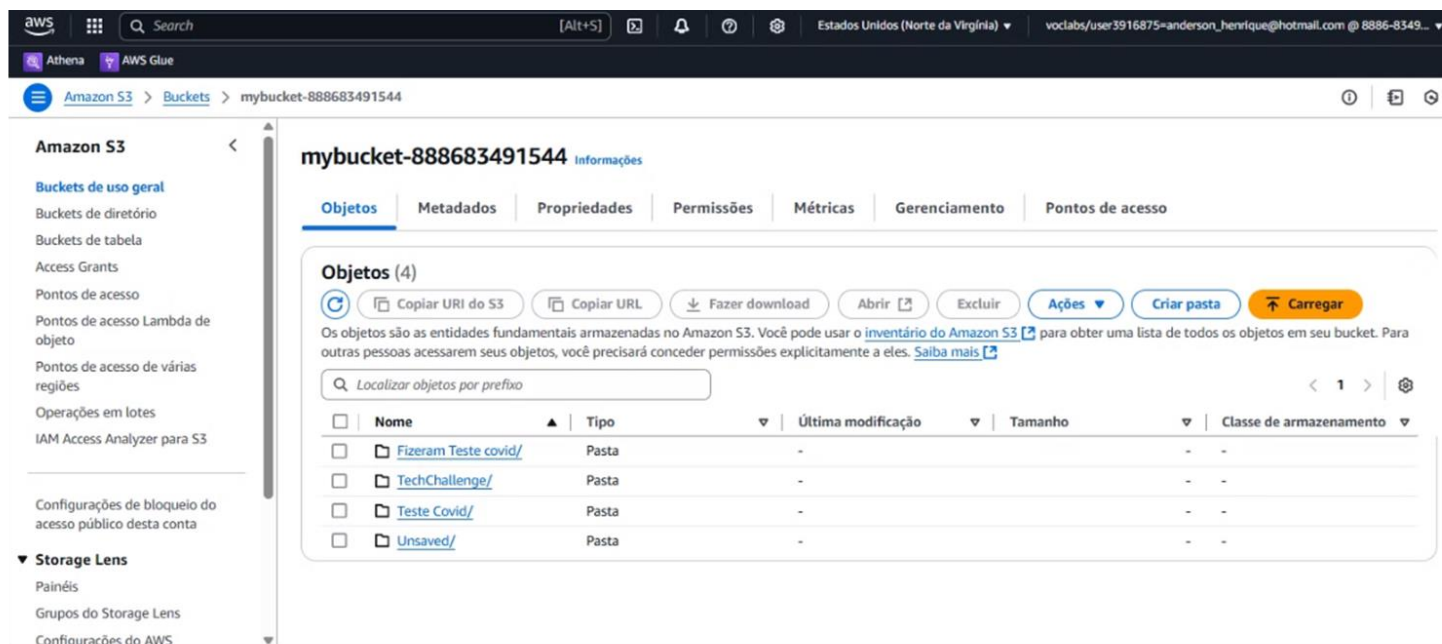 aws
Search
[Alt+S]
Estados Unidos (Norte da Virgínia)
voclabs/user3916875=anderson_henrique@hotmail.com @ 8886-8349...
Athena
AWS Glue
Amazon S3 > Buckets > mybucket-888683491544
Amazon S3
Buckets de uso geral
Buckets de diretório
Buckets de tabela
Access Grants
Pontos de acesso
Pontos de acesso Lambda de
objeto
Pontos de acesso de várias
regiões
Operações em lotes
IAM Access Analyzer para S3
Configurações de bloqueio do
acesso público desta conta
Storage Lens
Painéis
Grupos do Storage Lens
Configurações do AWS
mybucket-888683491544 Informações
Objetos Metadados Propriedades Permissões Métricas Gerenciamento Pontos de acesso
Objetos (4)
Copiar URI do S3 Copiar URL Fazer download Abrir Excluir Ações Criar pasta Carregar
Os objetos são as entidades fundamentais armazenadas no Amazon S3. Você pode usar o inventário do Amazon S3 para obter uma lista de todos os objetos em seu bucket. Para
outras pessoas acessarem seus objetos, você precisará conceder permissões explicitamente a eles. Saiba mais
Localizar objetos por prefixo
< 1 >
Nome Tipo Última modificação Tamanho Classe de armazenamento
Fizeram Teste covid/ Pasta - - -
TechChallenge/ Pasta - - -
Teste Covid/ Pasta - - -
Unsaved/ Pasta - - -